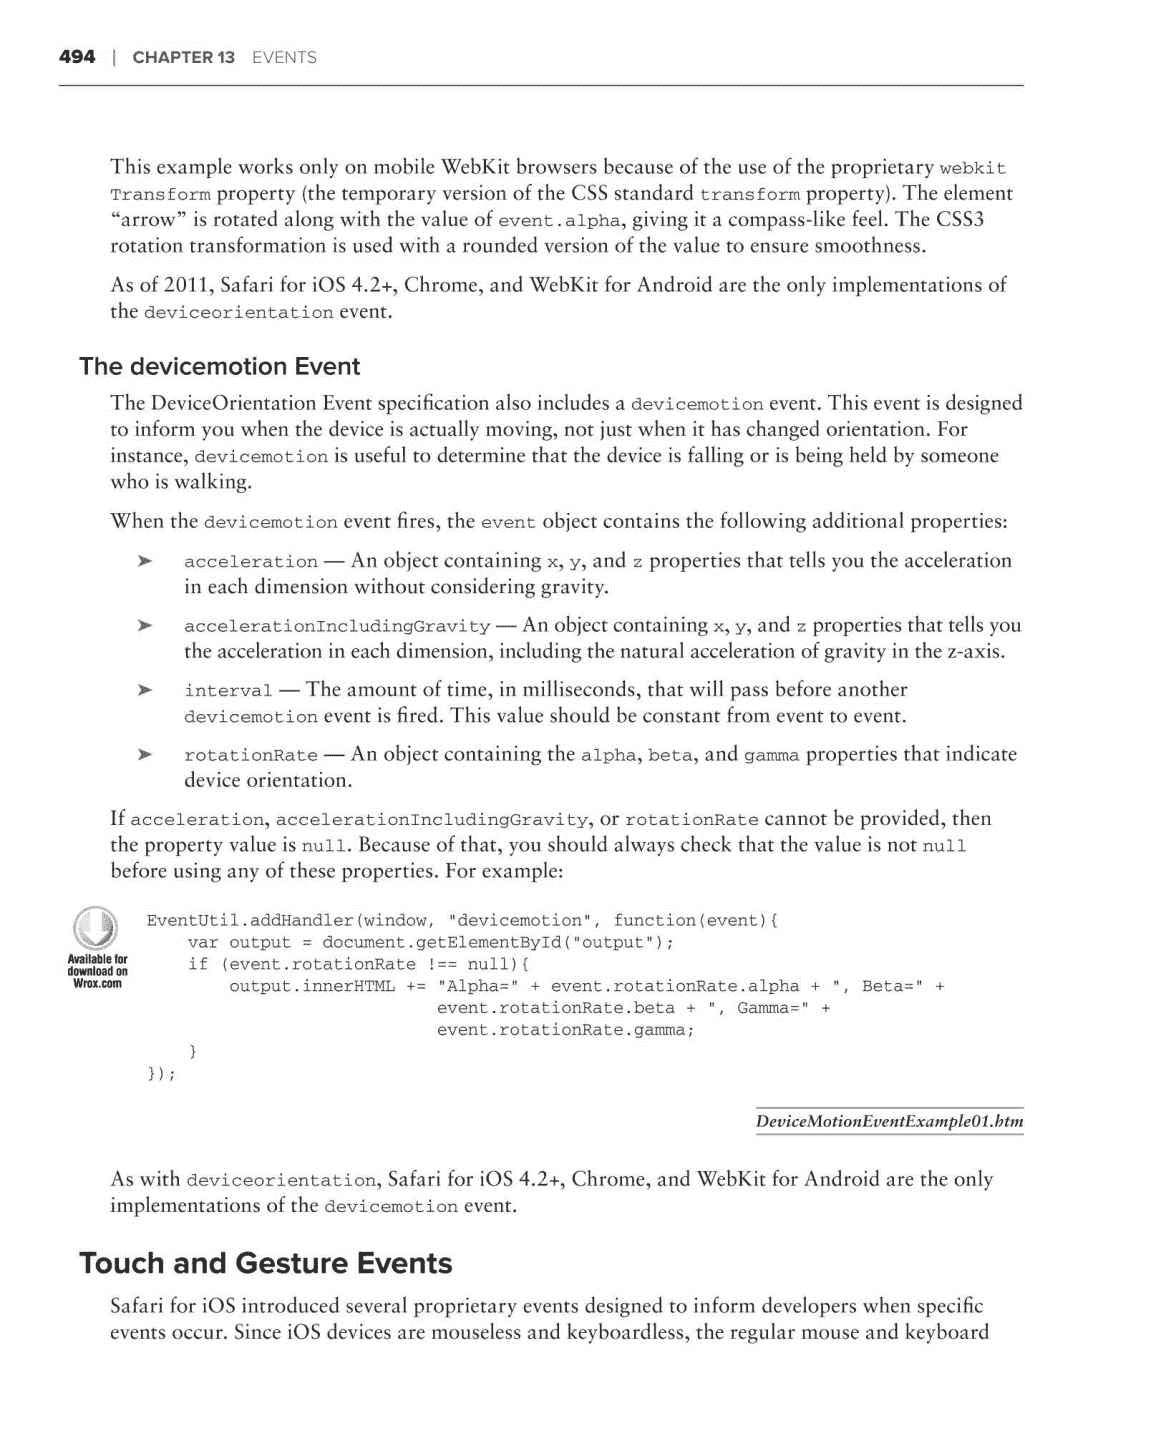 494 | CHAPTER 13 EVENTS
This example works only on mobile WebKit browsers because of the use of the proprietary webkit
Transform property (the temporary version of the CSS standard transform property). The element
“arrow” is rotated along with the value of event.alpha, giving it a compass-like feel. The CSS3
rotation transformation is used with a rounded version of the value to ensure smoothness.
As of 2011, Safari for iOS 4.2+, Chrome, and WebKit for Android are the only implementations of
the deviceorientation event.
The devicemotion Event
The DeviceOrientation Event specification also includes a devicemotion event. This event is designed
to inform you when the device is actually moving, not just when it has changed orientation. For
instance, devicemotion is useful to determine that the device is falling or is being held by someone
who is walking.
When the devicemotion event fires, the event object contains the following additional properties:
➤ acceleration — An object containing x, y, and z properties that tells you the acceleration
in each dimension without considering gravity.
➤ accelerationIncludingGravity — An object containing x, y, and z properties that tells you
the acceleration in each dimension, including the natural acceleration of gravity in the z-axis.
➤ interval — The amount of time, in milliseconds, that will pass before another
devicemotion event is fired. This value should be constant from event to event.
➤ rotationRate — An object containing the alpha, beta, and gamma properties that indicate
device orientation.
If acceleration, accelerationIncludingGravity, or rotationRate cannot be provided, then
the property value is null. Because of that, you should always check that the value is not null
before using any of these properties. For example:
Available for
download on
Wrox.com
EventUtil.addHandler(window, "devicemotion", function(event){
    var output = document.getElementById("output");
    if (event.rotationRate !== null){
        output.innerHTML += "Alpha=" + event.rotationRate.alpha + ", Beta=" +
                            event.rotationRate.beta + ", Gamma=" +
                            event.rotationRate.gamma;
    }
});
DeviceMotionEventExample01.htm
As with deviceorientation, Safari for iOS 4.2+, Chrome, and WebKit for Android are the only
implementations of the devicemotion event.
Touch and Gesture Events
Safari for iOS introduced several proprietary events designed to inform developers when specific
events occur. Since iOS devices are mouseless and keyboardless, the regular mouse and keyboard